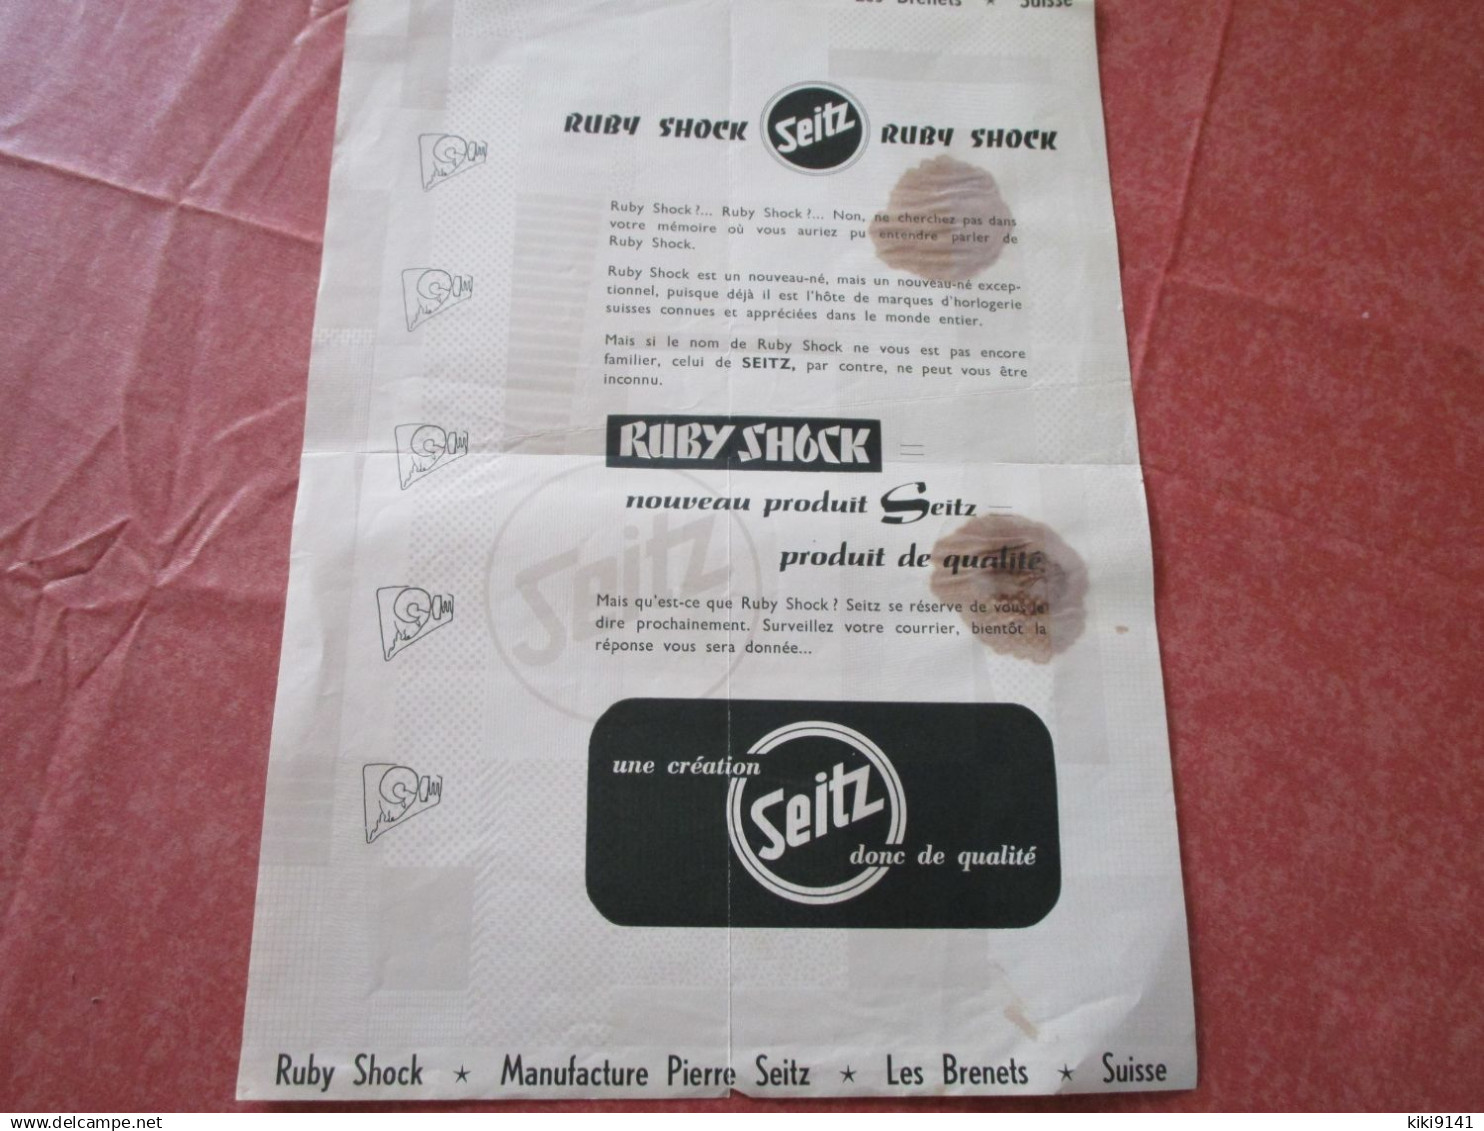 Les Brenets ★ Suisse
RUBY SHOCK Seitz RUBY SHOCK
Ruby Shock?... Ruby Shock?... Non, ne cherchez pas dans
votre mémoire où vous auriez pu entendre parler de
Ruby Shock.
Ruby Shock est un nouveau-né, mais un nouveau-né excep-
tionnel, puisque déjà il est l'hôte de marques d'horlogerie
suisses connues et appréciées dans le monde entier.
Mais si le nom de Ruby Shock ne vous est pas encore
familier, celui de SEITZ, par contre, ne peut vous être
inconnu.
RUBY SHOCK =
nouveau produit Seitz =
produit de qualité
Seitz
Mais qu'est-ce que Ruby Shock? Seitz se réserve de vous le
dire prochainement. Surveillez votre courrier, bientôt la
réponse vous sera donnée...
une création
Seitz
donc de qualité
Ruby Shock ★ Manufacture Pierre Seitz ★ Les Brenets ★ Suisse
www.delcampe.net
kiki9141